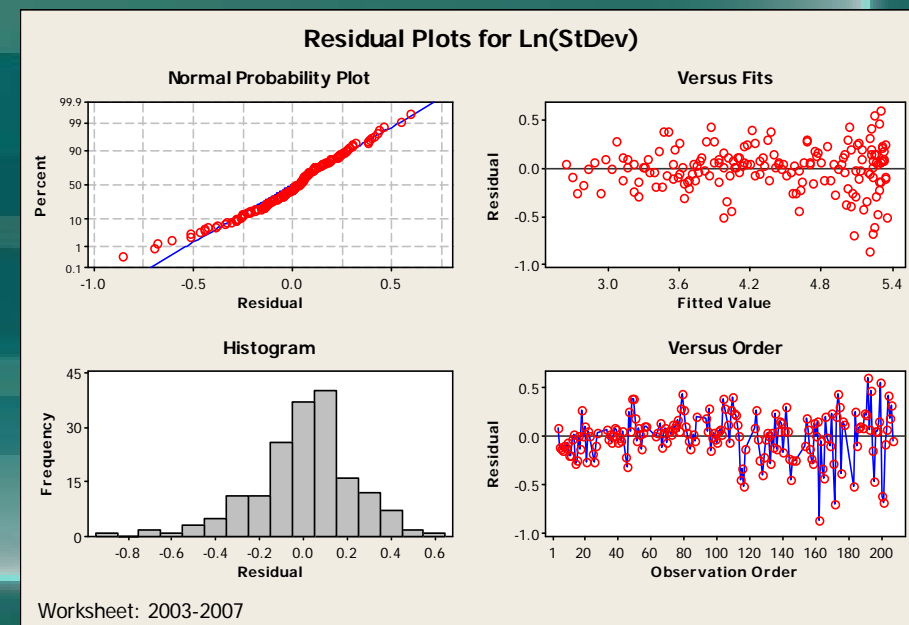 Residual Plots for Ln(StDev)
Normal Probability Plot
99.9
99
90
50
10
1
0.1
Percent
-1.0 -0.5 0.0 0.5
Residual
Versus Fits
0.5
0.0
-0.5
-1.0
Residual
3.0 3.6 4.2 4.8 5.4
Fitted Value
Histogram
45
30
15
0
Frequency
-0.8 -0.6 -0.4 -0.2 0.0 0.2 0.4 0.6
Residual
Versus Order
0.5
0.0
-0.5
-1.0
Residual
1 20 40 60 80 100 120 140 160 180 200
Observation Order
Worksheet: 2003-2007